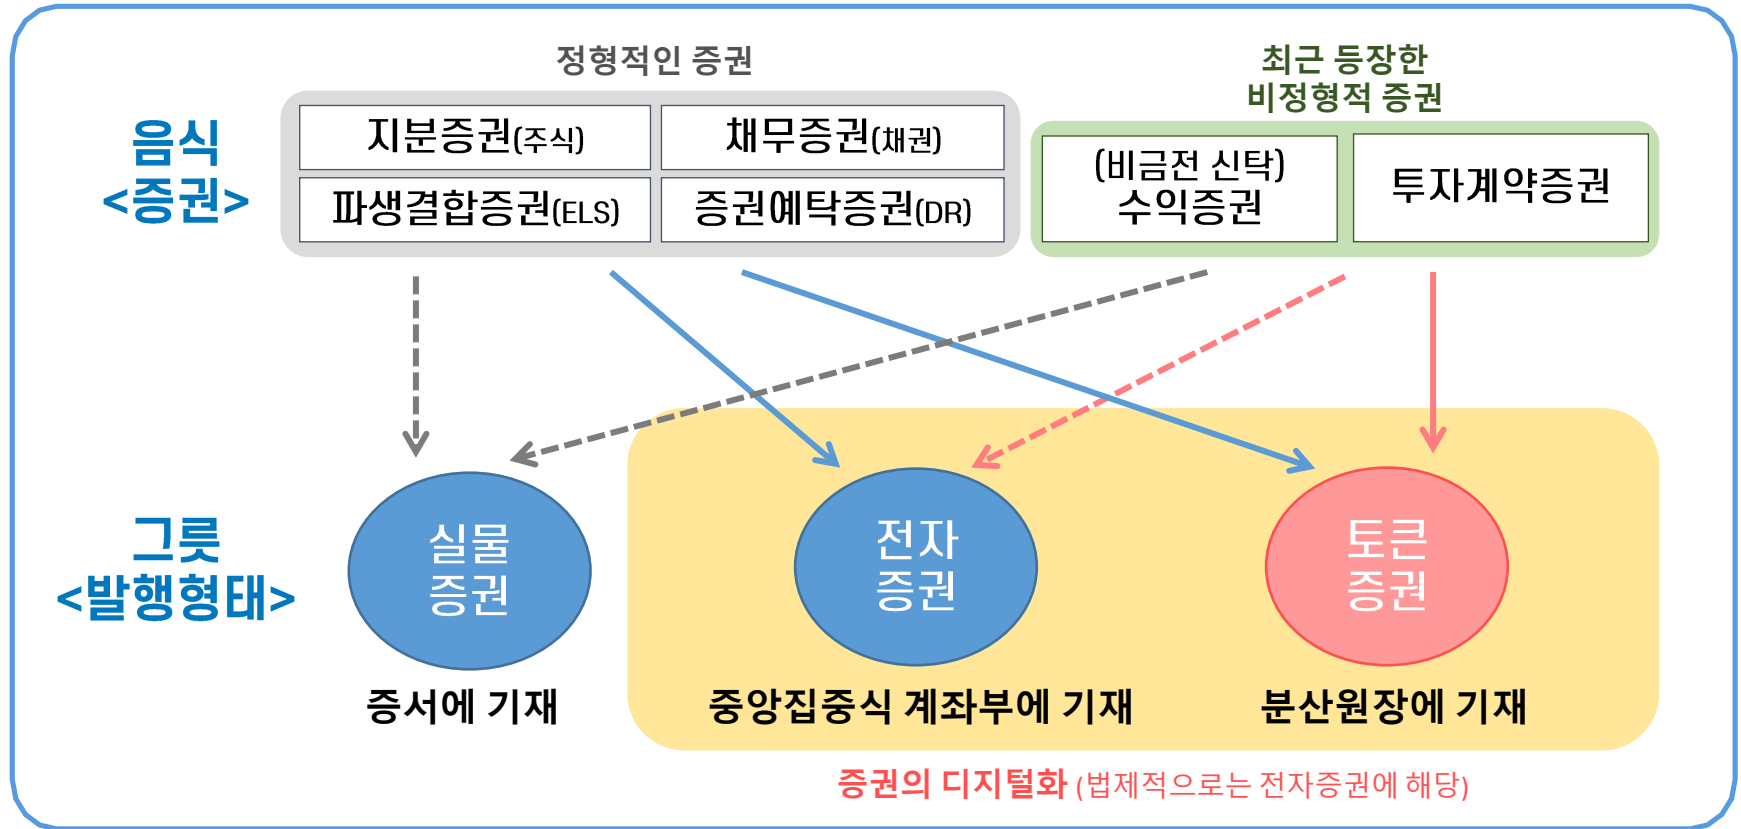 정형적인 증권
최근 등장한
비정형적 증권
음식
<증권>
지분증권(주식)
채무증권(채권)
파생결합증권(ELS)
증권예탁증권(DR)
(비금전 신탁)
수익증권
투자계약증권
그릇
<발행형태>
실물
증권
전자
증권
토큰
증권
증서에 기재
중앙집중식 계좌부에 기재
분산원장에 기재
증권의 디지털화 (법제적으로는 전자증권에 해당)